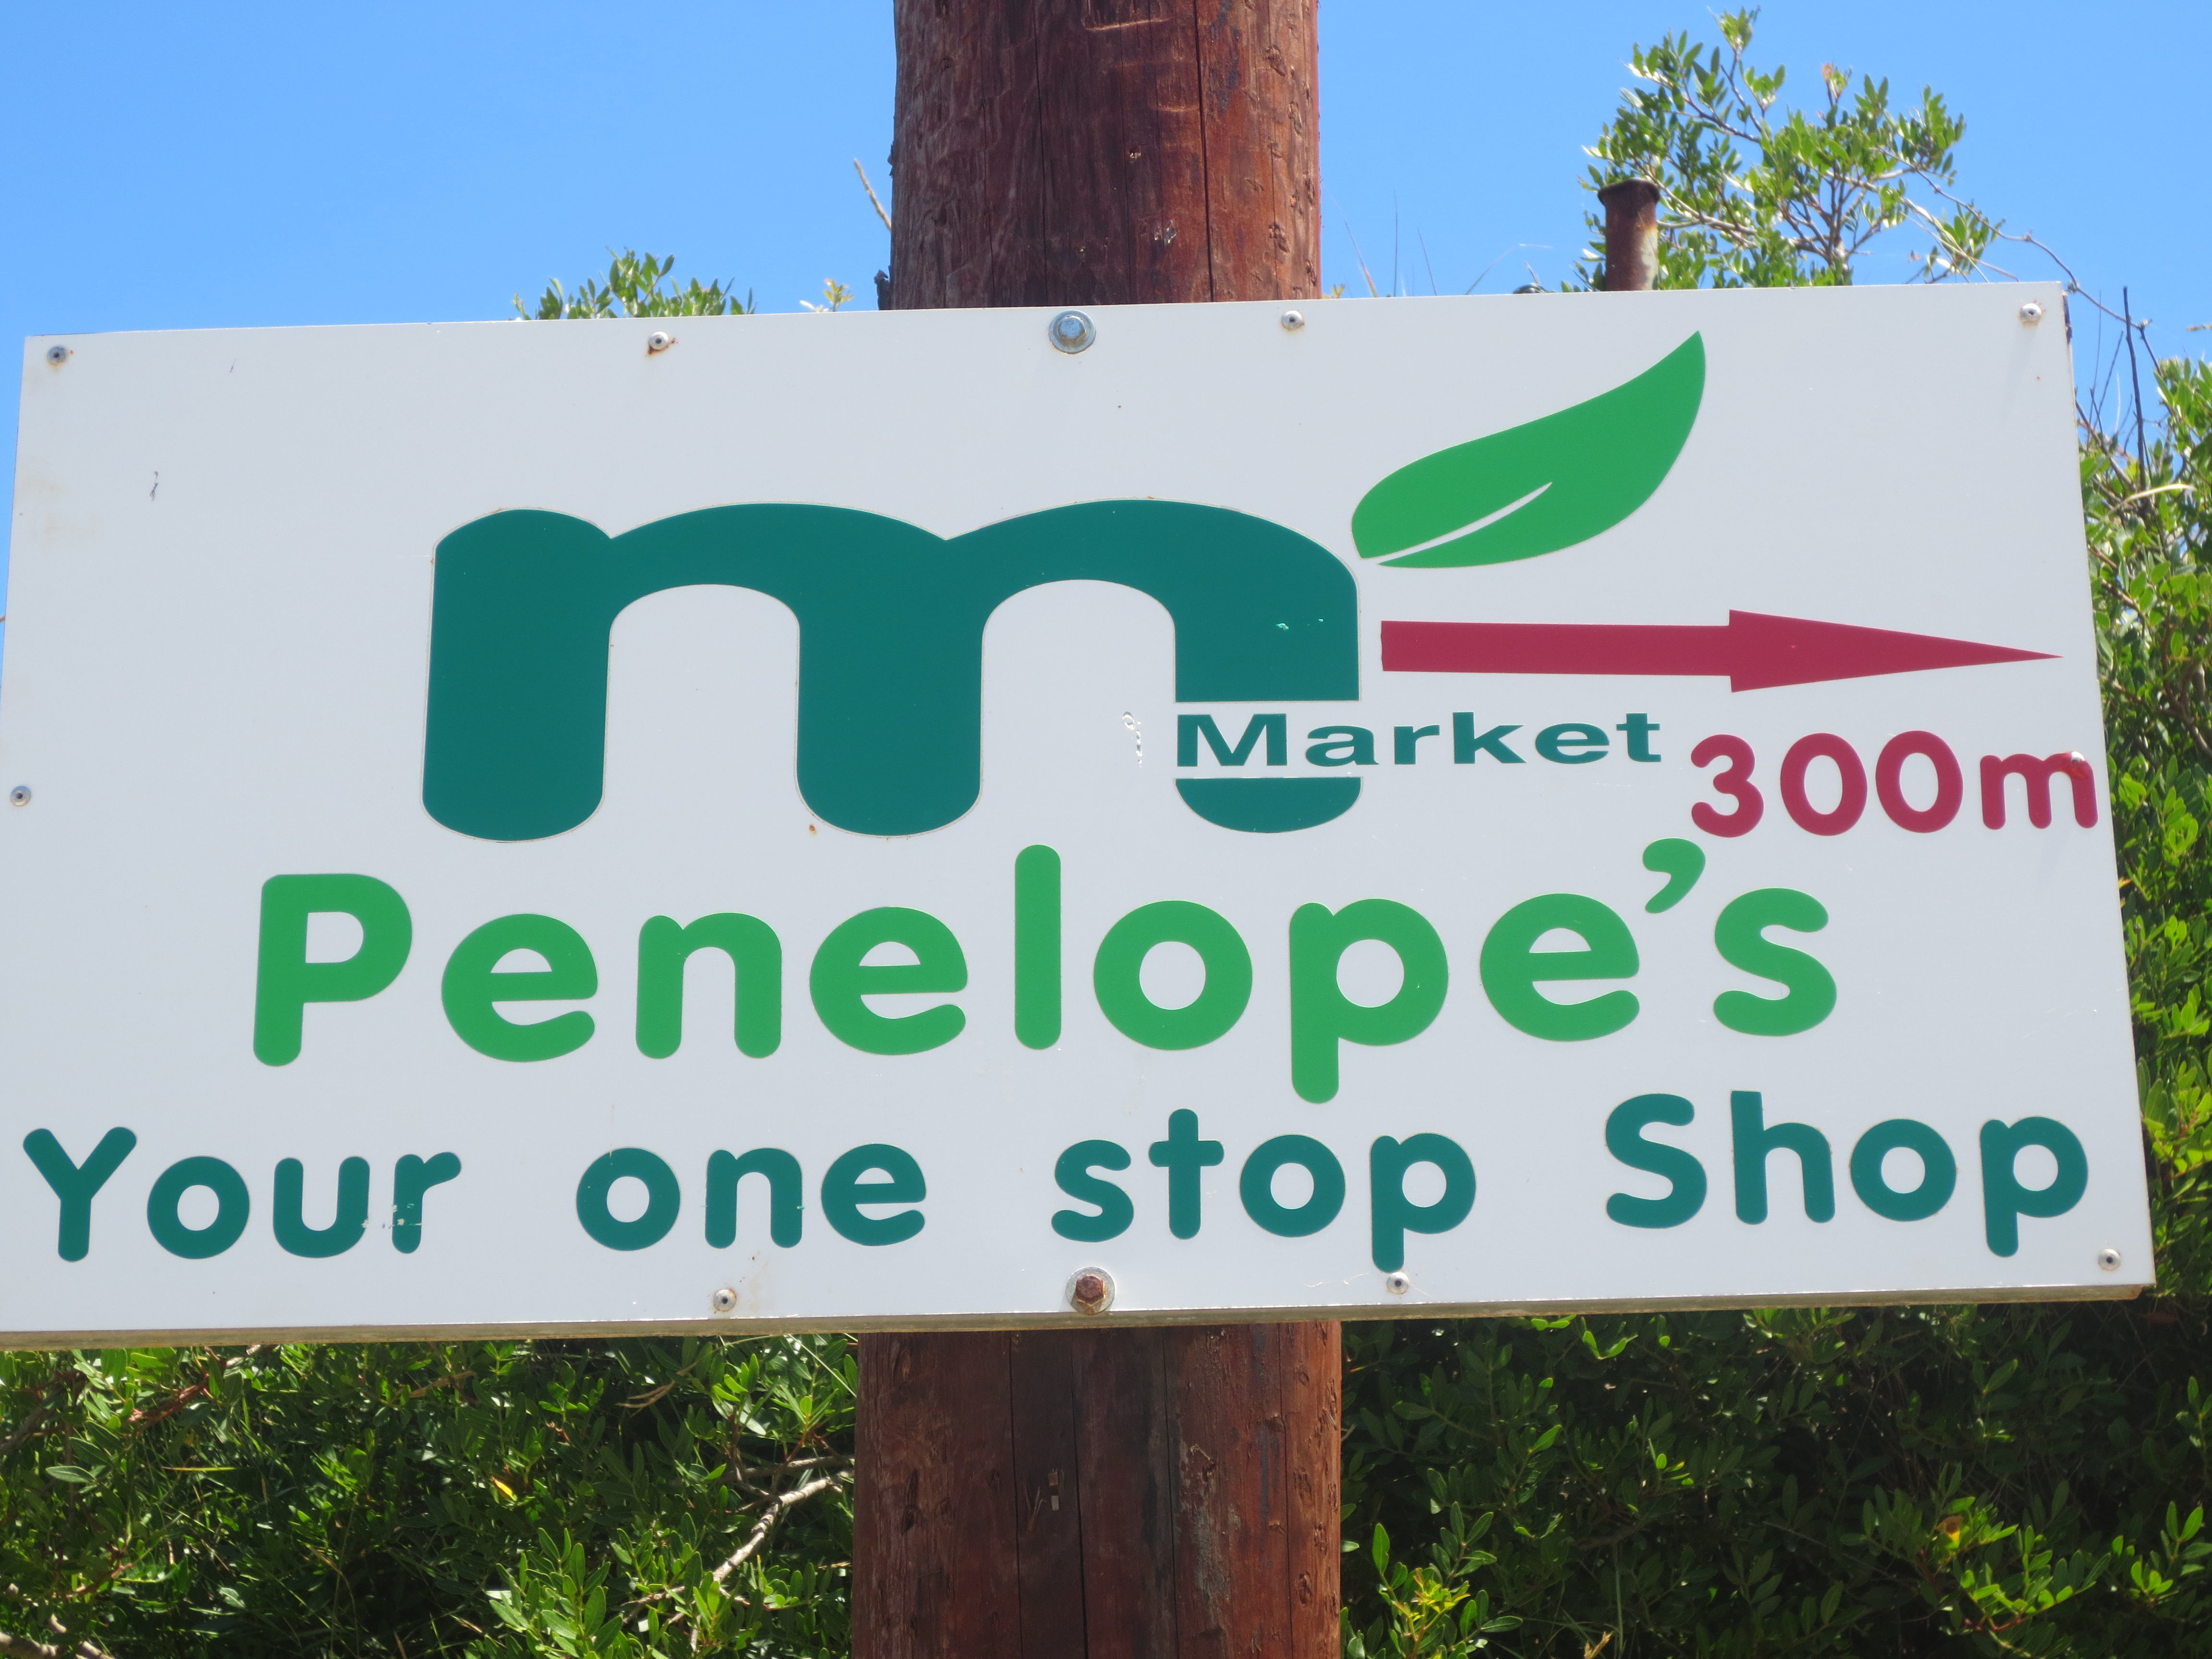 m
Market
300m
Penelope's
Your one stop Shop